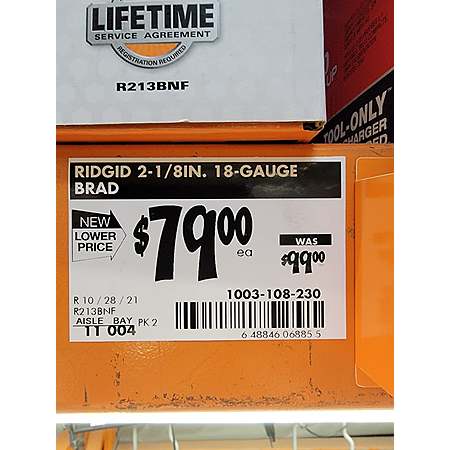 LIFETIME
SERVICE AGREEMENT
REGISTRATION REQUIRED
R213BNF
UP
TOOL-ONLY
CHARGER
RIDGID 2-1/8IN. 18-GAUGE
BRAD
NEW
LOWER
PRICE
$79.00
ea
WAS
$99.00
1003-108-230
R 10 / 28 / 21
R213BNF
AISLE BAY
11 004 PK 2
6 48846 06885 5